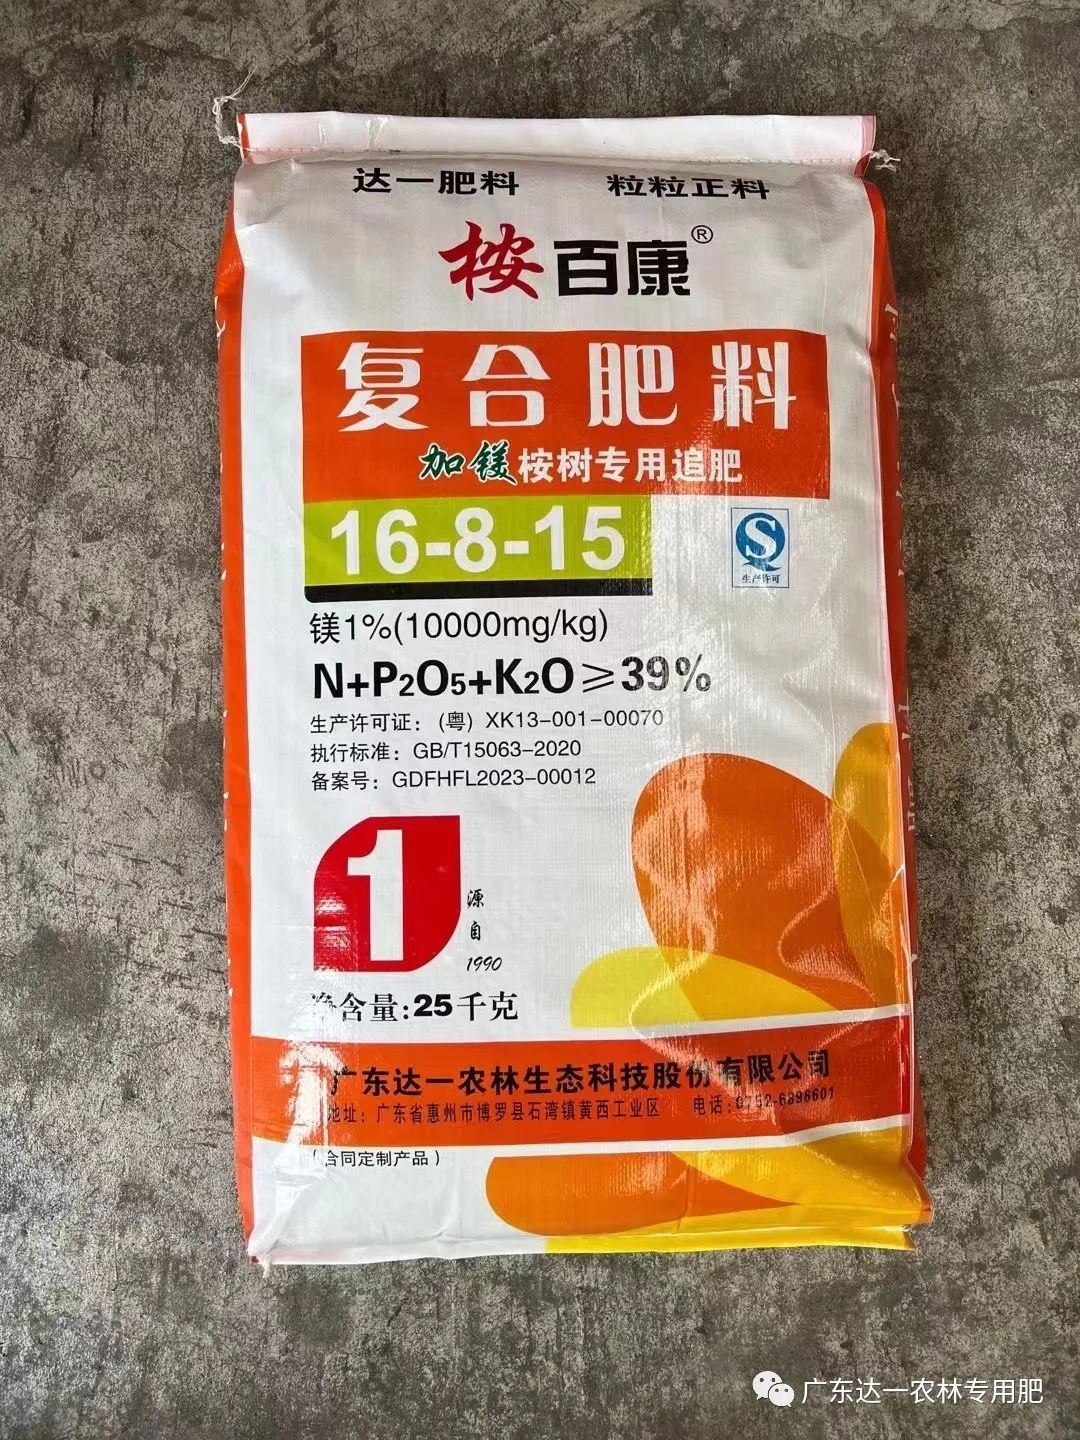 达一肥料 粒粒正料
桉百康®
复合肥料
加镁桉树专用追肥
16-8-15
生产许可
镁1%(10000mg/kg)
N+P₂O₅+K₂O≥39%
生产许可证：(粤) XK13-001-00070
执行标准：GB/T15063-2020
备案号：GDFHFL2023-00012
1
源自
1990
净含量:25千克
广东达一农林生态科技股份有限公司
地址：广东省惠州市博罗县石湾镇黄西工业区 电话:0752-6896601
(合同定制产品)
广东达一农林专用肥